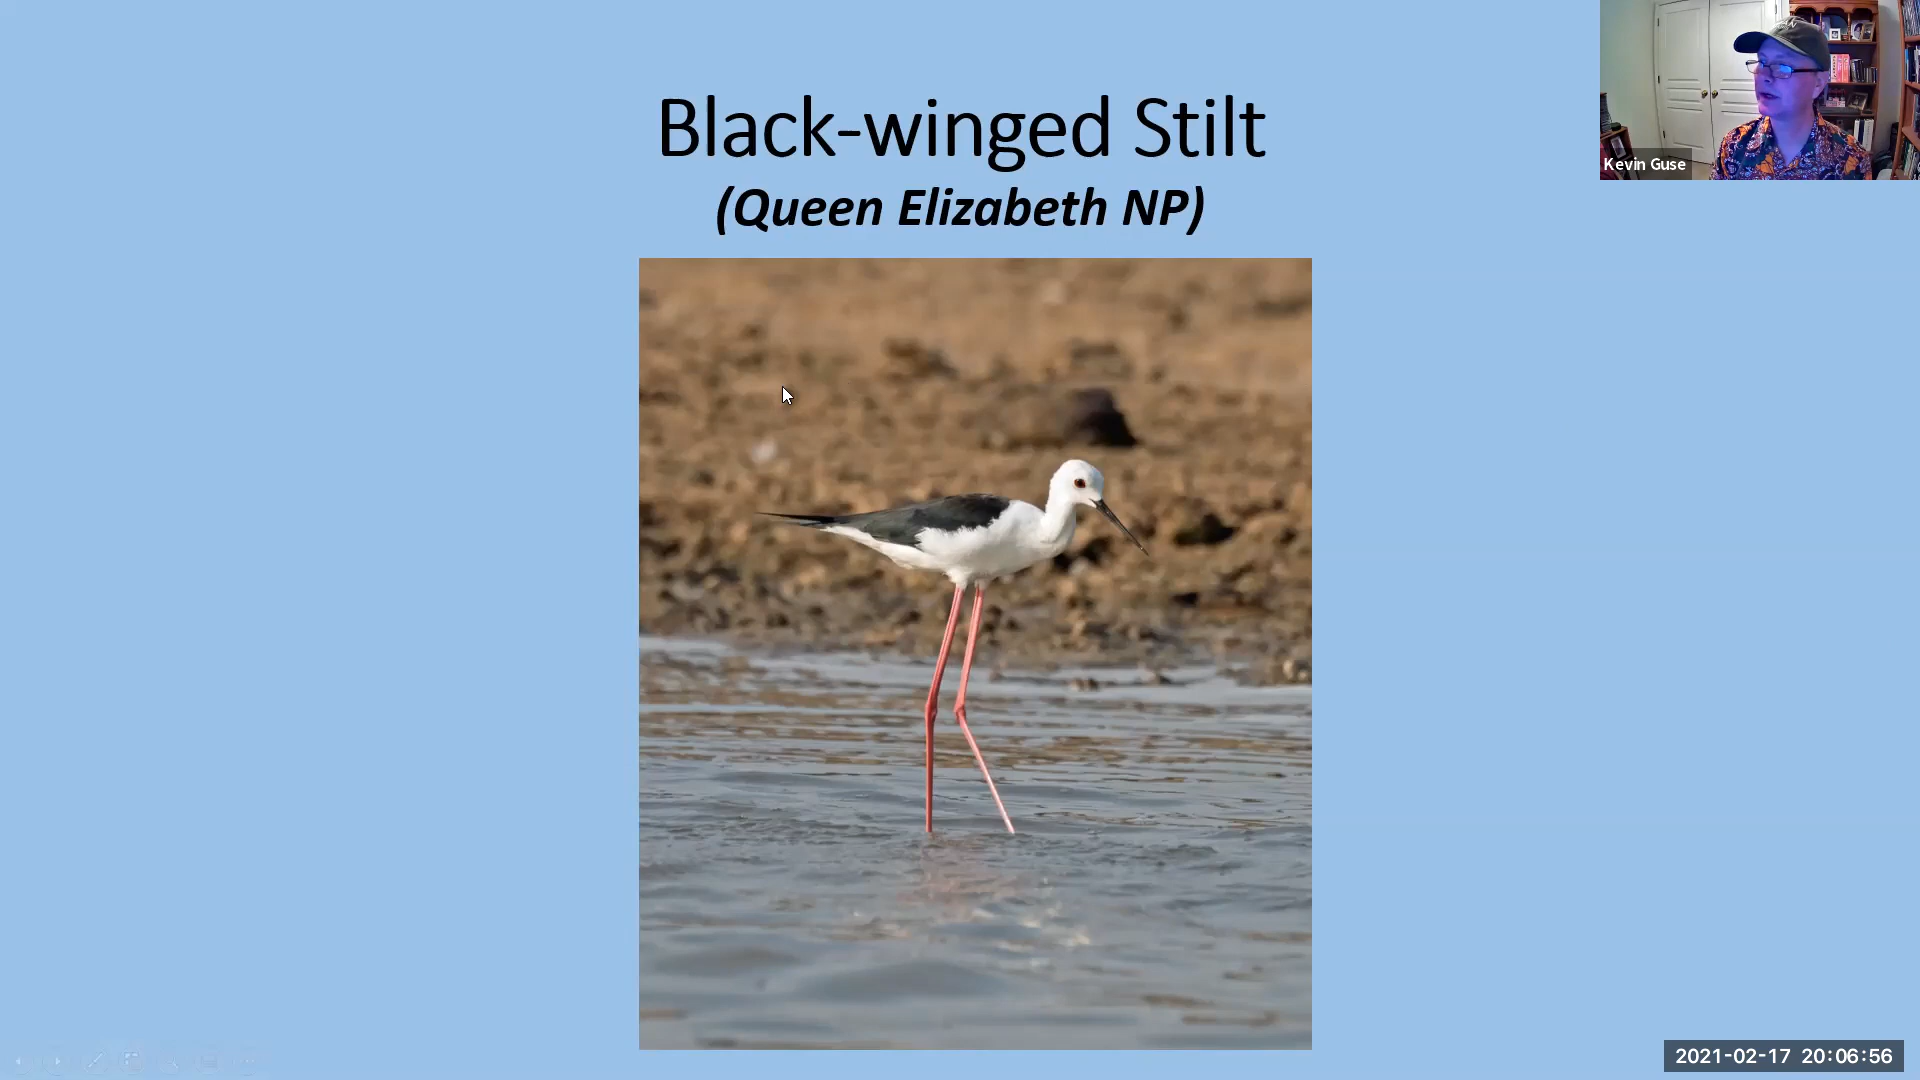 Black-winged Stilt
(Queen Elizabeth NP)
Kevin Guse
2021-02-17 20:06:56